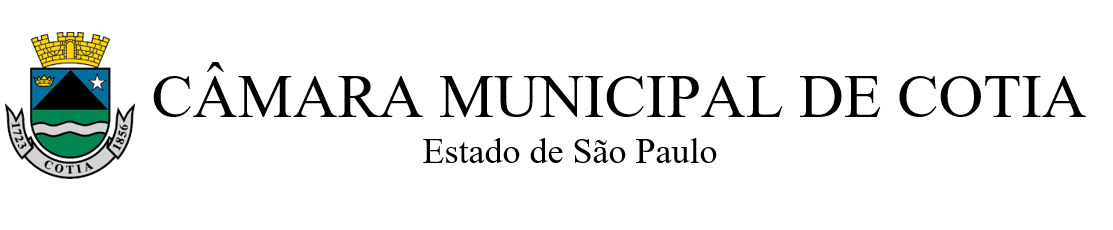 CÂMARA MUNICIPAL DE COTIA
Estado de São Paulo
1723
COTIA
1856